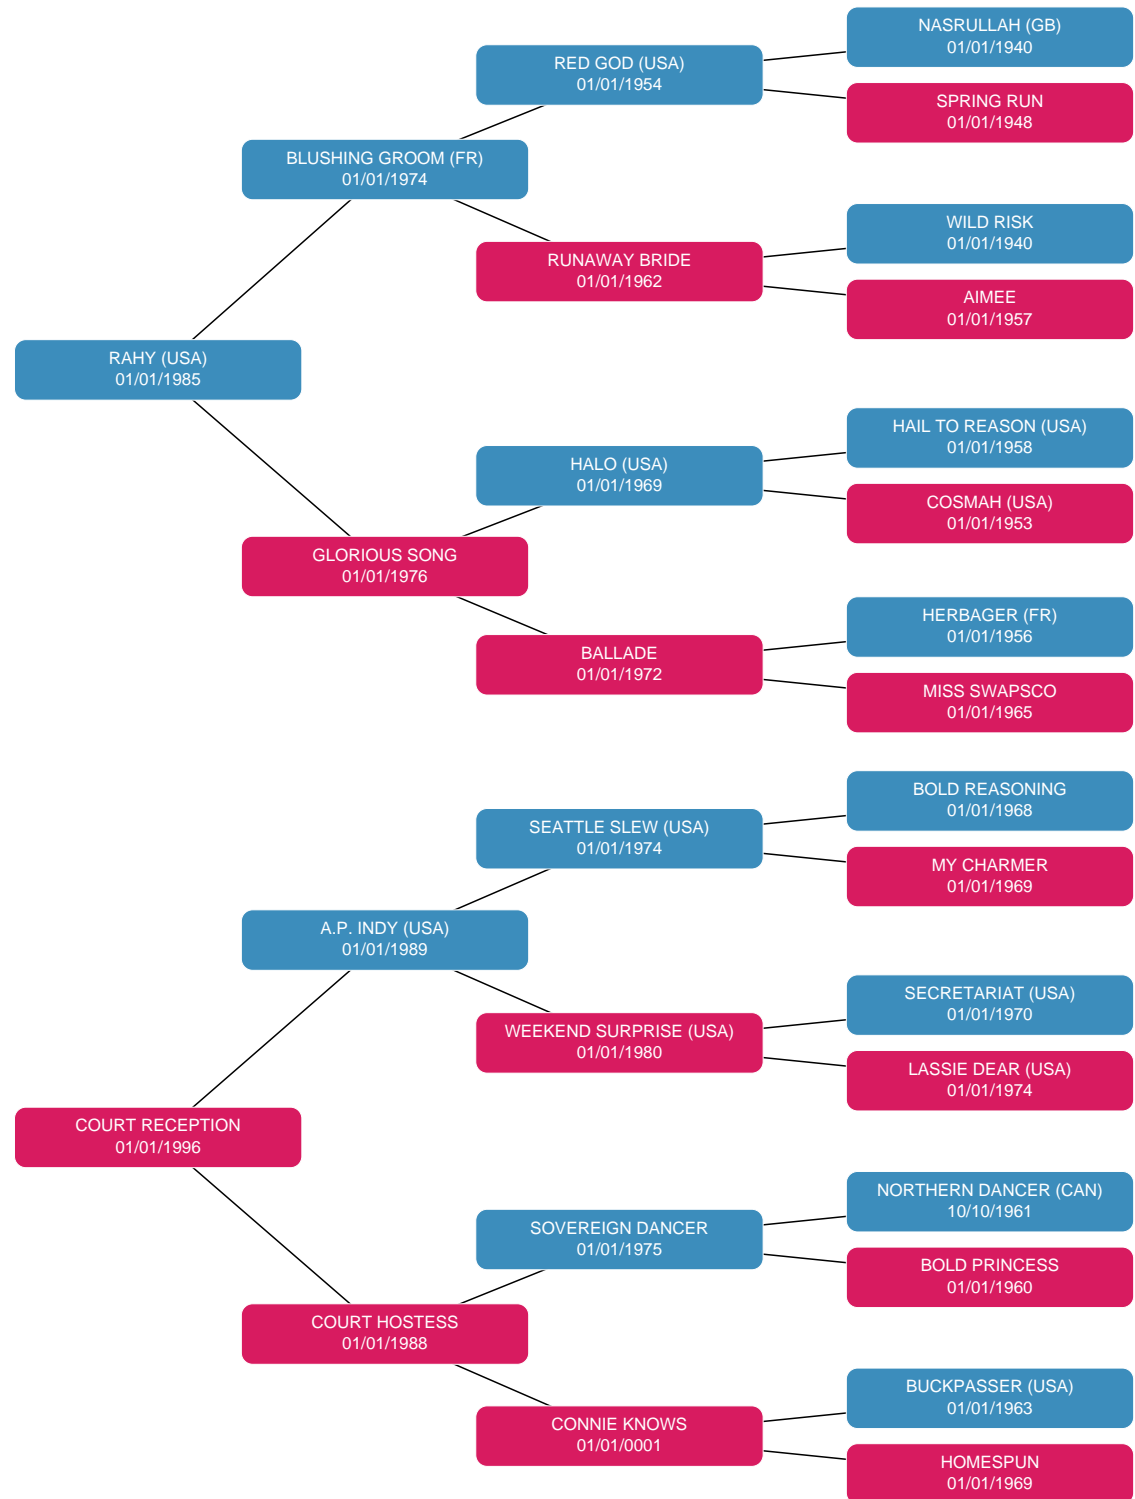 NASRULLAH (GB)
01/01/1940
RED GOD (USA)
01/01/1954
SPRING RUN
01/01/1948
BLUSHING GROOM (FR)
01/01/1974
WILD RISK
01/01/1940
RUNAWAY BRIDE
01/01/1962
AIMEE
01/01/1957
RAHY (USA)
01/01/1985
HAIL TO REASON (USA)
01/01/1958
HALO (USA)
01/01/1969
COSMAH (USA)
01/01/1953
GLORIOUS SONG
01/01/1976
HERBAGER (FR)
01/01/1956
BALLADE
01/01/1972
MISS SWAPSCO
01/01/1965
BOLD REASONING
01/01/1968
SEATTLE SLEW (USA)
01/01/1974
MY CHARMER
01/01/1969
A.P. INDY (USA)
01/01/1989
SECRETARIAT (USA)
01/01/1970
WEEKEND SURPRISE (USA)
01/01/1980
LASSIE DEAR (USA)
01/01/1974
COURT RECEPTION
01/01/1996
NORTHERN DANCER (CAN)
10/10/1961
SOVEREIGN DANCER
01/01/1975
BOLD PRINCESS
01/01/1960
COURT HOSTESS
01/01/1988
BUCKPASSER (USA)
01/01/1963
CONNIE KNOWS
01/01/0001
HOMESPUN
01/01/1969